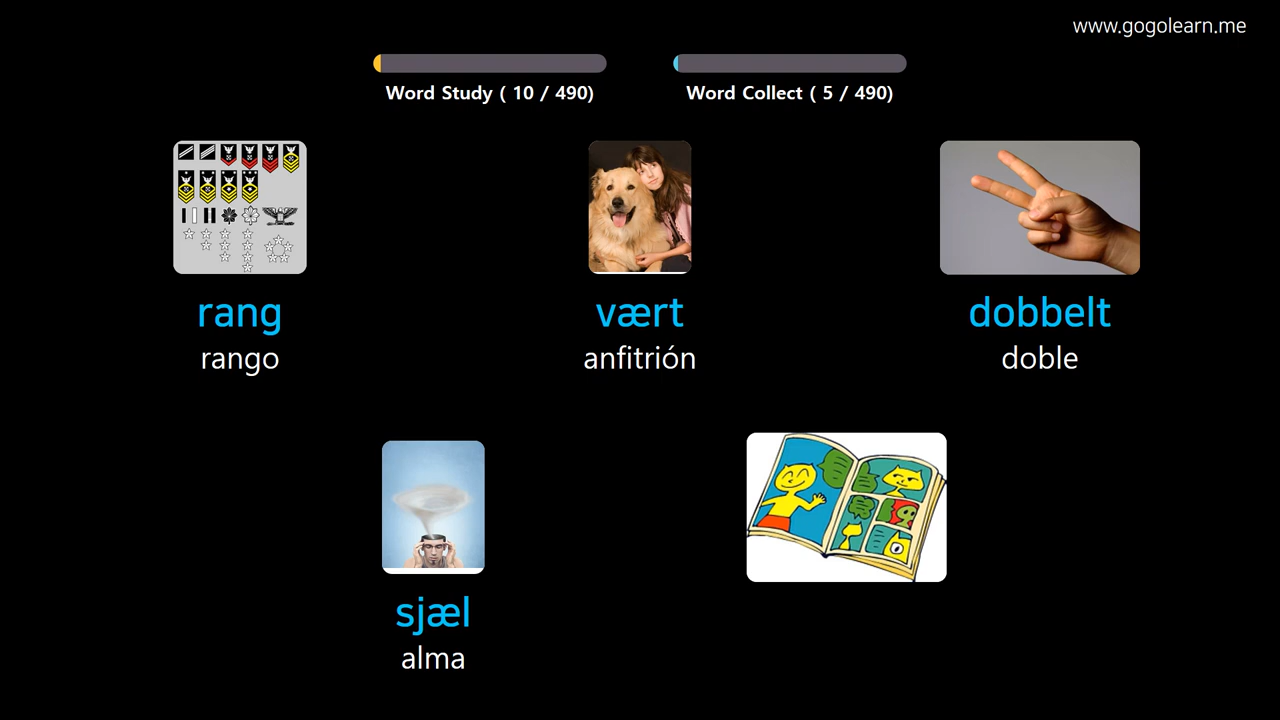 www.gogolearn.me
Word Study ( 10 / 490)
Word Collect ( 5 / 490)
rang
rango
vært
anfitrión
dobbelt
doble
sjæl
alma